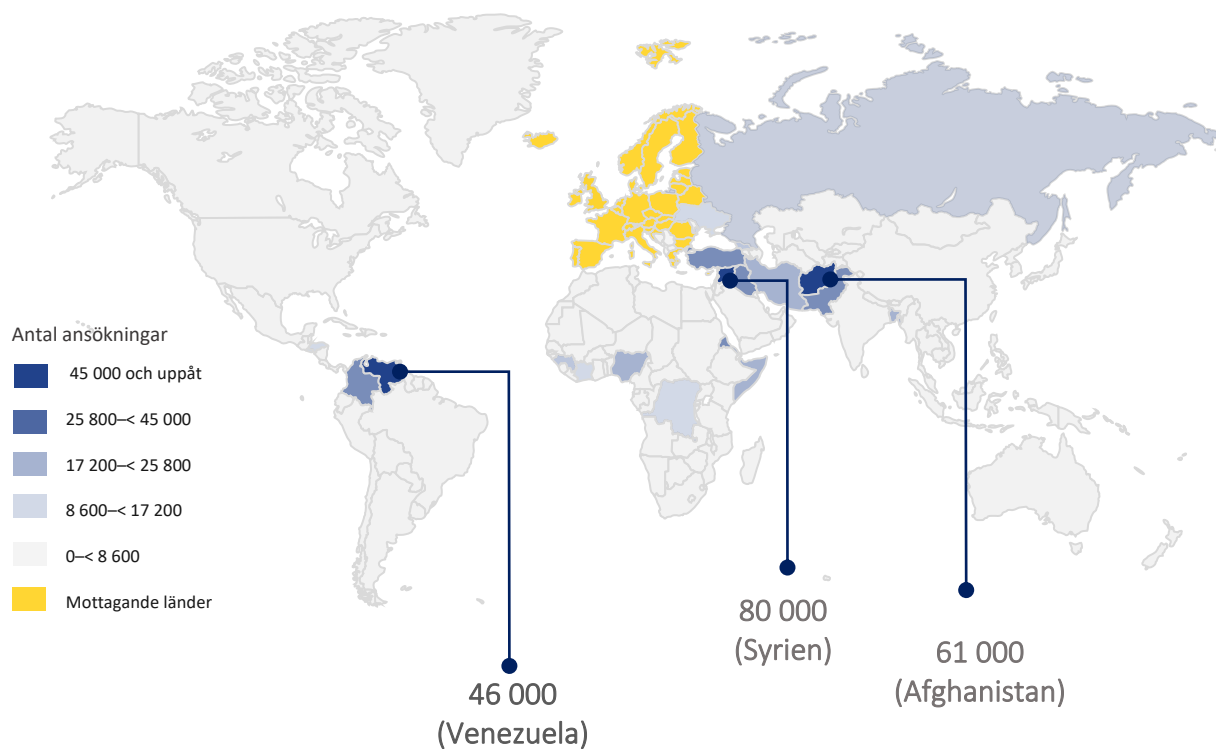 Antal ansökningar
45 000 och uppåt
25 800–< 45 000
17 200–< 25 800
8 600–< 17 200
0–< 8 600
Mottagande länder
80 000
(Syrien)
61 000
(Afghanistan)
46 000
(Venezuela)